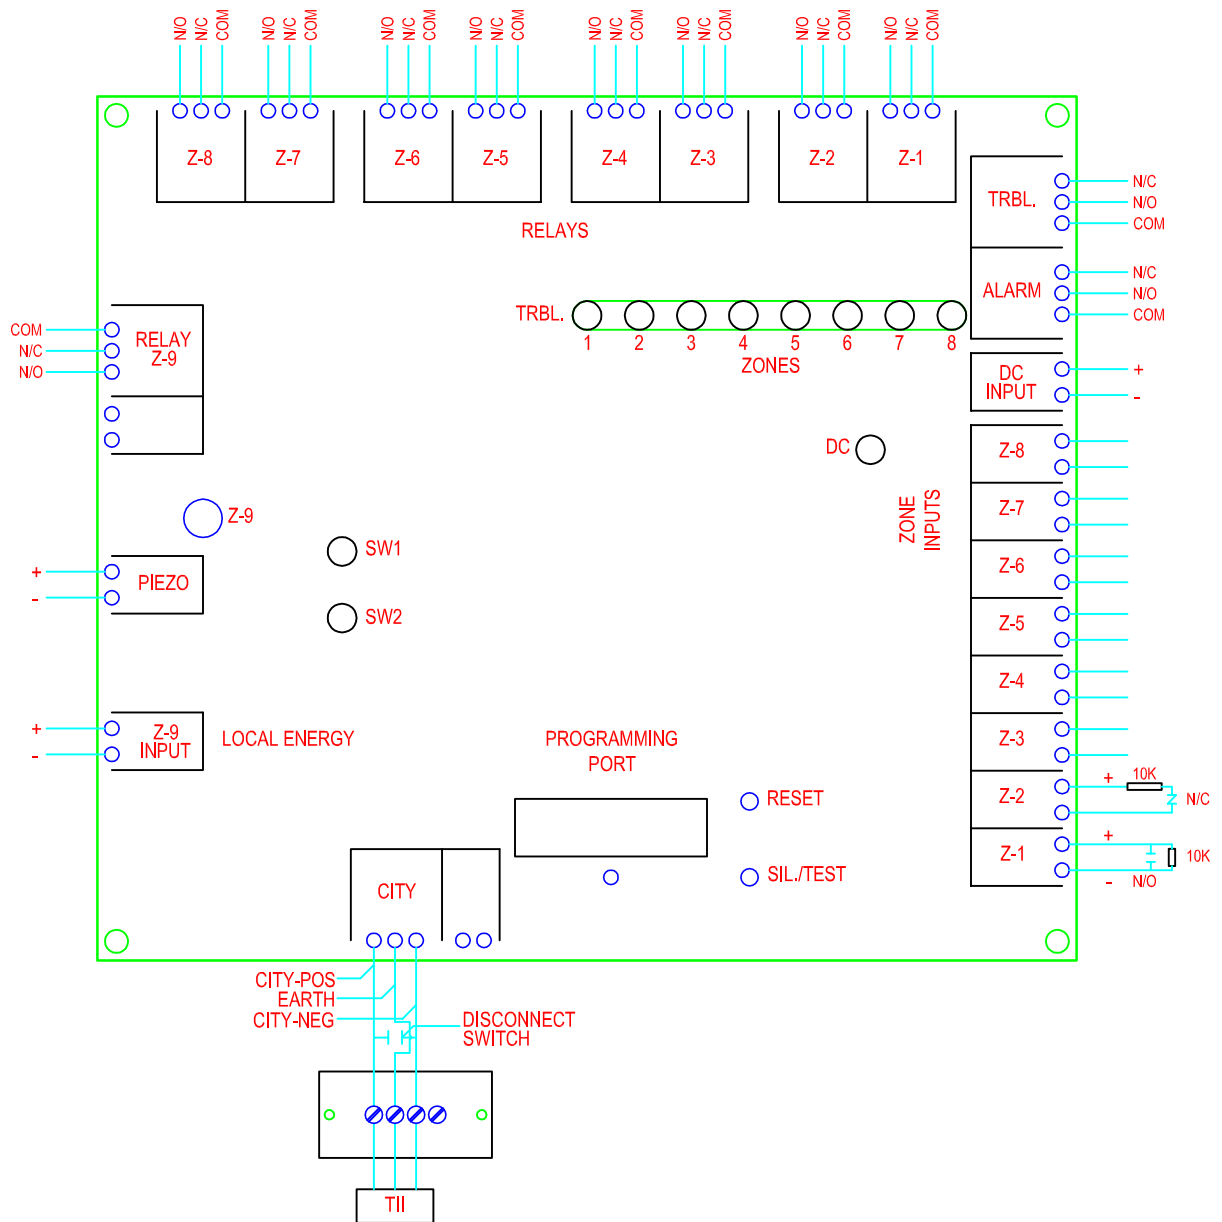 N/O N/C COM N/O N/C COM N/O N/C COM N/O N/C COM N/O N/C COM N/O N/C COM N/O N/C COM N/O N/C COM
Z-8 Z-7 Z-6 Z-5 Z-4 Z-3 Z-2 Z-1
RELAYS
TRBL.
N/C
N/O
COM
ALARM
N/C
N/O
COM
TRBL.
1 2 3 4 5 6 7 8
ZONES
COM
N/C
N/O
RELAY
Z-9
DC
INPUT
+
-
DC
ZONE
INPUTS
Z-8
Z-7
Z-6
Z-5
Z-4
Z-3
Z-2
+
10K
N/C
Z-1
+
-
N/O
10K
Z-9
SW1
SW2
+
-
PIEZO
+
-
Z-9
INPUT
LOCAL ENERGY
PROGRAMMING
PORT
RESET
SIL./TEST
CITY
CITY-POS
EARTH
CITY-NEG
DISCONNECT
SWITCH
TII